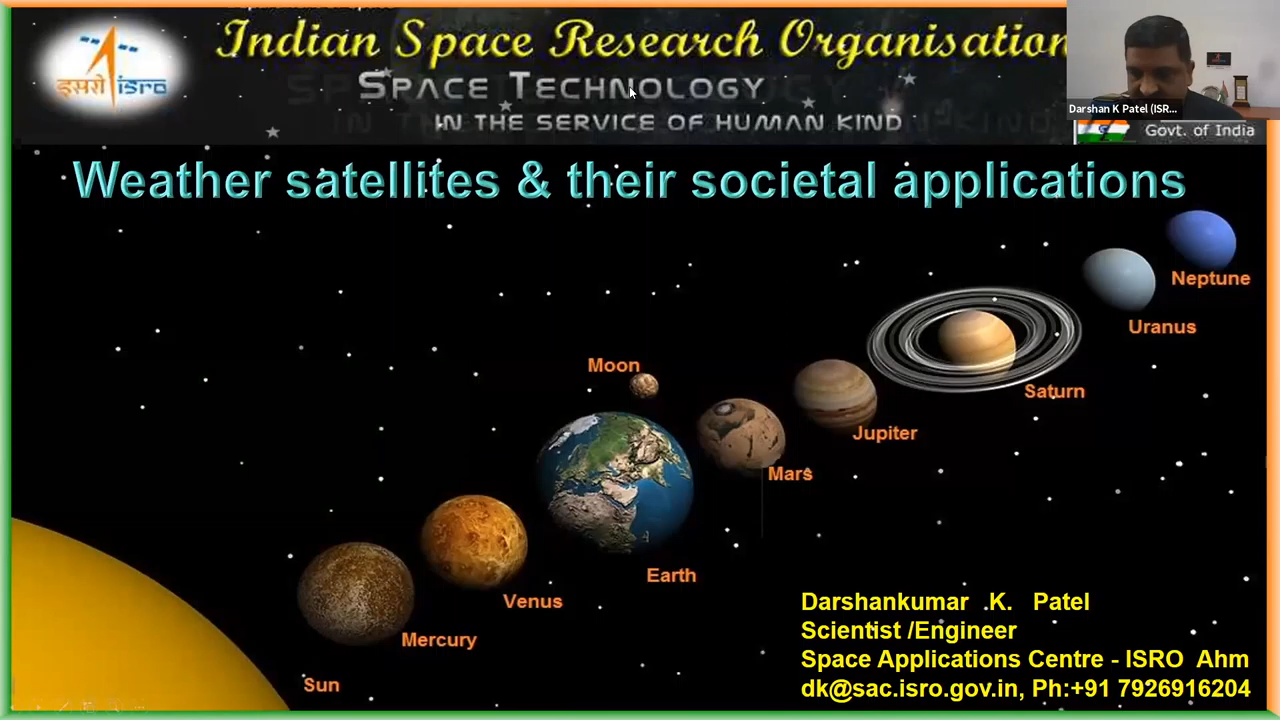 Indian Space Research Organisation
SPACE TECHNOLOGY
IN THE SERVICE OF HUMAN KIND
इसरो isro
Darshan K Patel (ISR...
Govt. of India
Weather satellites & their societal applications
Neptune
Uranus
Moon
Saturn
Jupiter
Mars
Earth
Venus
Mercury
Sun
Darshankumar .K. Patel
Scientist /Engineer
Space Applications Centre - ISRO Ahm
dk@sac.isro.gov.in, Ph:+91 7926916204